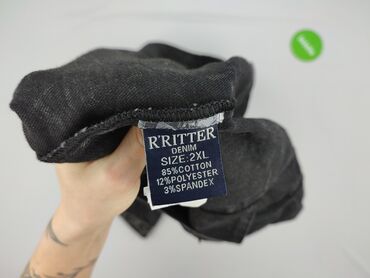 R'RITTER
DENIM
SIZE:2XL
85%COTTON
12%POLYESTER
3%SPANDEX